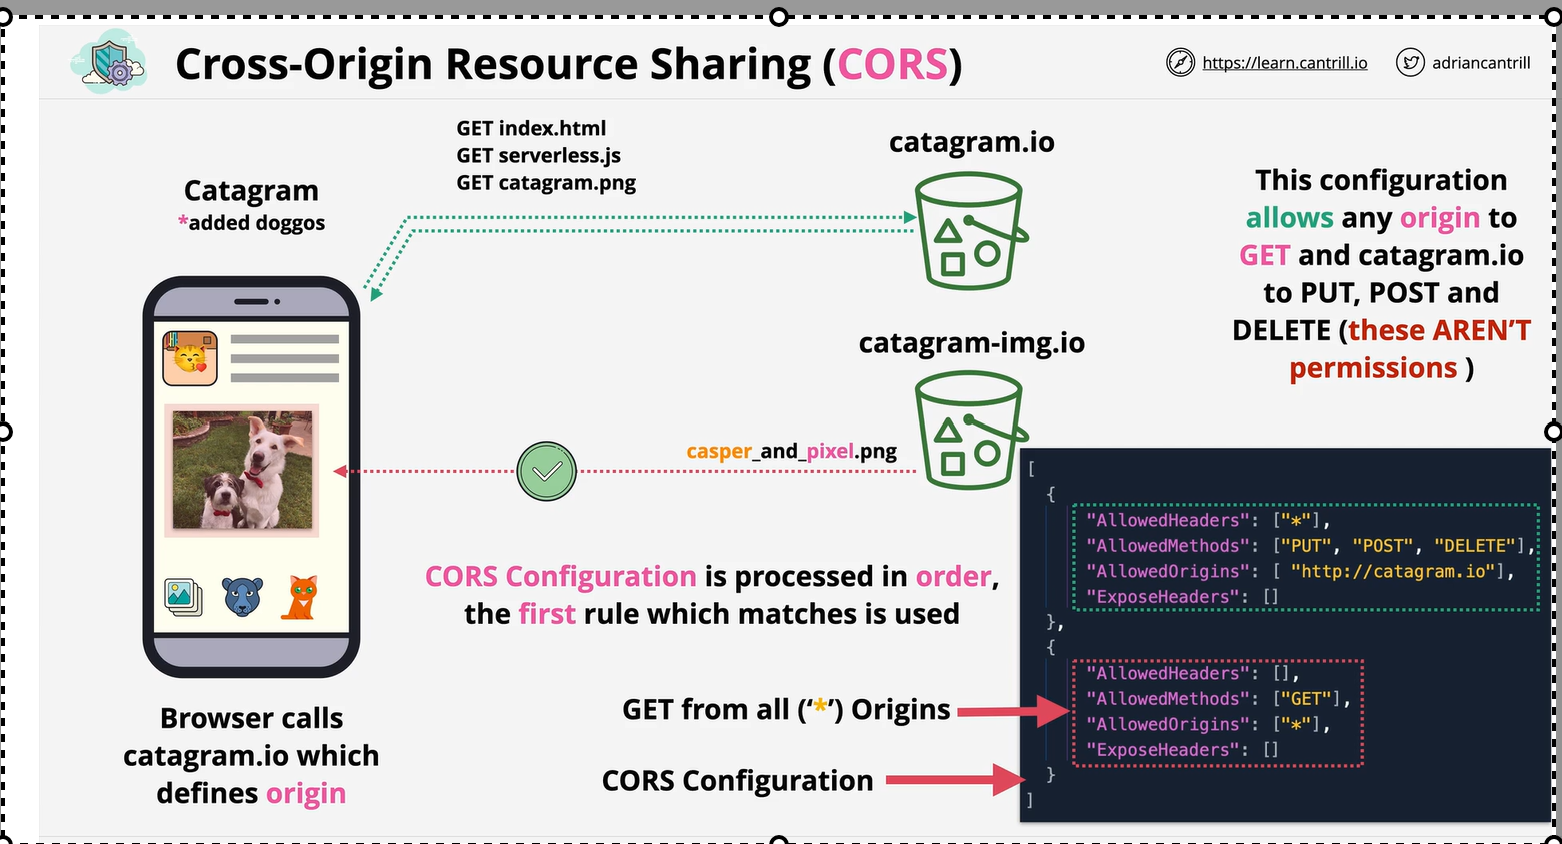 Cross-Origin Resource Sharing (CORS)
https://learn.cantrill.io
adriancantrill
GET index.html
GET serverless.js
GET catagram.png
Catagram
*added doggos
catagram.io
This configuration
allows any origin to
GET and catagram.io
to PUT, POST and
DELETE (these AREN'T
permissions )
catagram-img.io
casper_and_pixel.png
CORS Configuration is processed in order,
the first rule which matches is used
GET from all ('*') Origins
CORS Configuration
Browser calls
catagram.io which
defines origin
[
{
"AllowedHeaders": ["*"],
"AllowedMethods": ["PUT", "POST", "DELETE"],
"AllowedOrigins": [ "http://catagram.io"],
"ExposeHeaders": []
},
{
"AllowedHeaders": [],
"AllowedMethods": ["GET"],
"AllowedOrigins": ["*"],
"ExposeHeaders": []
}
]